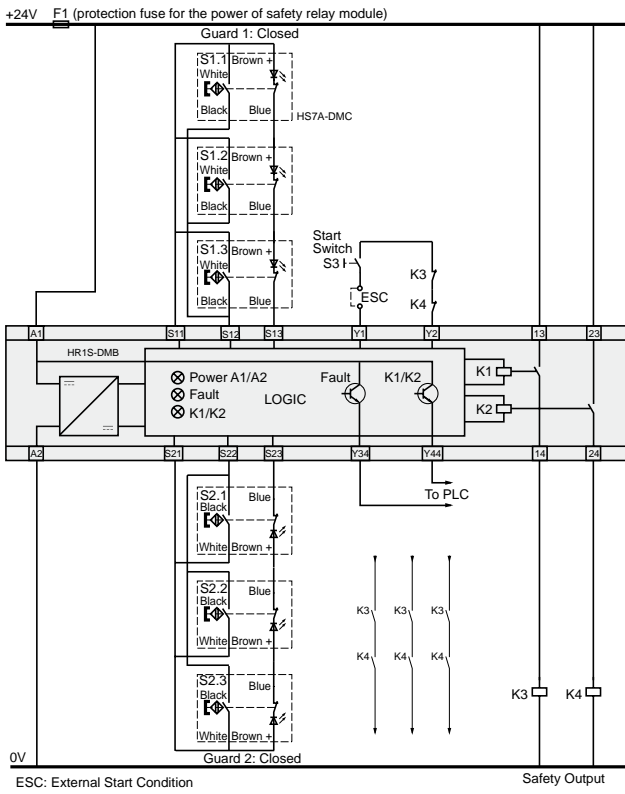 +24V F1 (protection fuse for the power of safety relay module)
Guard 1: Closed
S1.1 Brown +
White
Black Blue
HS7A-DMC
S1.2 Brown +
White
Black Blue
S1.3 Brown +
White
Black Blue
Start
Switch
S3
ESC
K3
K4
A1 S11 S12 S13 Y1 Y2 13 23
HR1S-DMB
Power A1/A2
Fault
K1/K2
LOGIC
Fault
K1/K2
K1
K2
A2 S21 S22 S23 Y34 Y44 14 24
To PLC
S2.1 Blue
Black
White Brown +
S2.2 Blue
Black
White Brown +
S2.3 Blue
Black
White Brown +
K3 K3 K3
K4 K4 K4
K3 K4
0V
Guard 2: Closed
ESC: External Start Condition
Safety Output